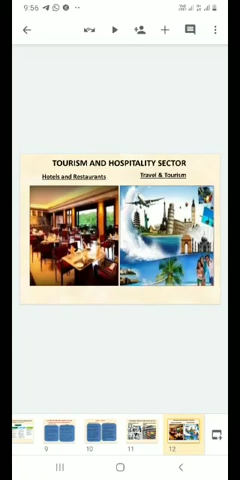 9:56
TOURISM AND HOSPITALITY SECTOR
Hotels and Restaurants
Travel & Tourism
9
10
11
12